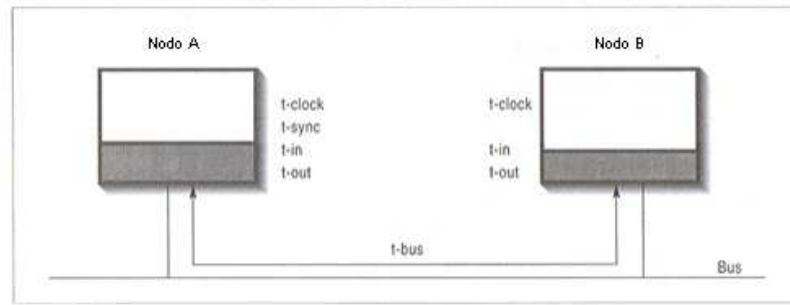 Nodo A
Nodo B
t-clock
t-sync
t-in
t-out
t-clock
t-in
t-out
t-bus
Bus